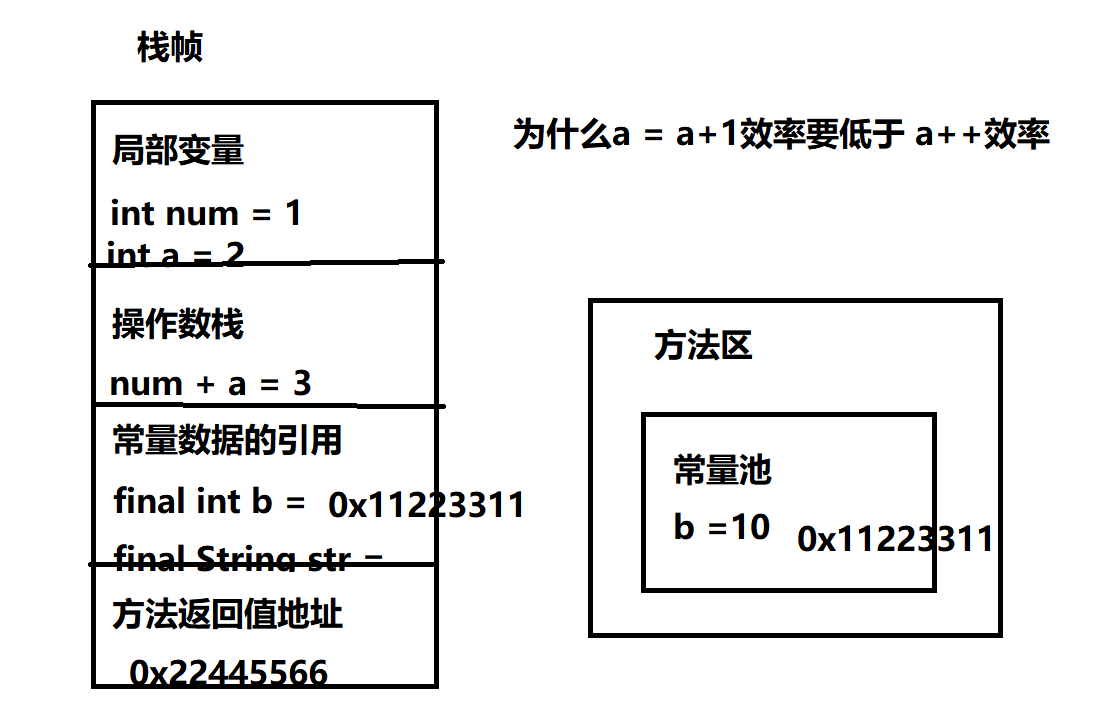 栈帧
局部变量
int num = 1
int a = 2
操作数栈
num + a = 3
常量数据的引用
final int b = 0x11223311
final String str =
方法返回值地址
0x22445566
为什么a = a+1效率要低于 a++效率
方法区
常量池
b =10 0x11223311